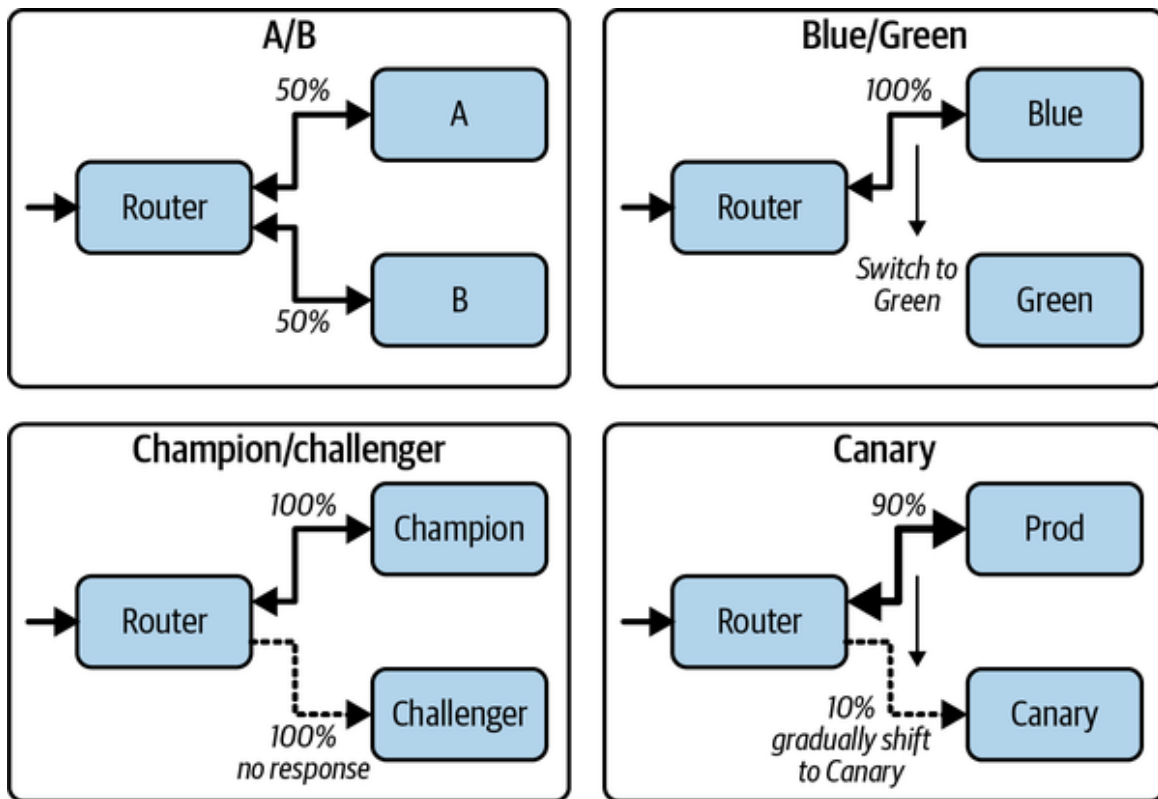 A/B
50%
A
Router
B
50%
Blue/Green
100%
Blue
Router
Switch to
Green
Green
Champion/challenger
100%
Champion
Router
Challenger
100%
no response
Canary
90%
Prod
Router
10%
gradually shift
to Canary
Canary